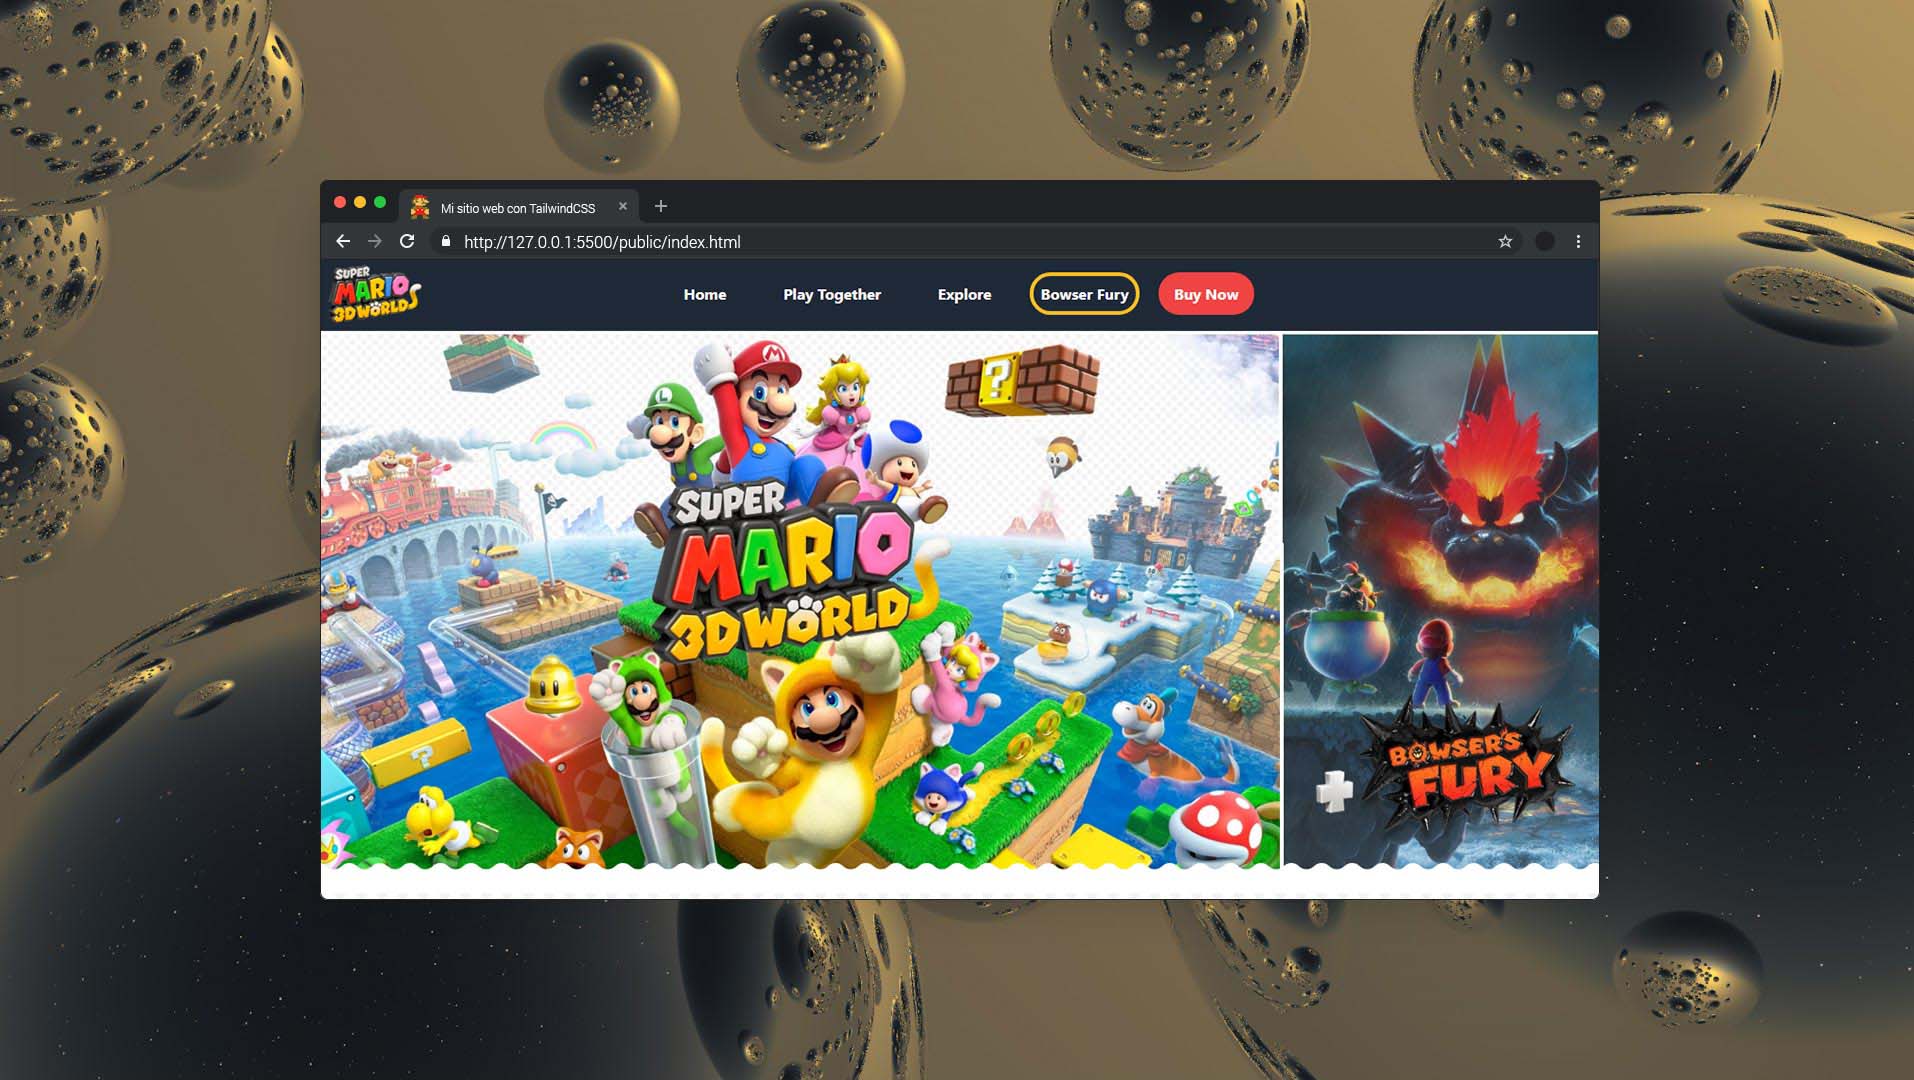 Mi sitio web con TailwindCSS
http://127.0.0.1:5500/public/index.html
SUPER
MARIO
3D WORLD
Home
Play Together
Explore
Bowser Fury
Buy Now
SUPER
MARIO
3D WORLD
™
BOWSER'S
FURY
M
L
?
?